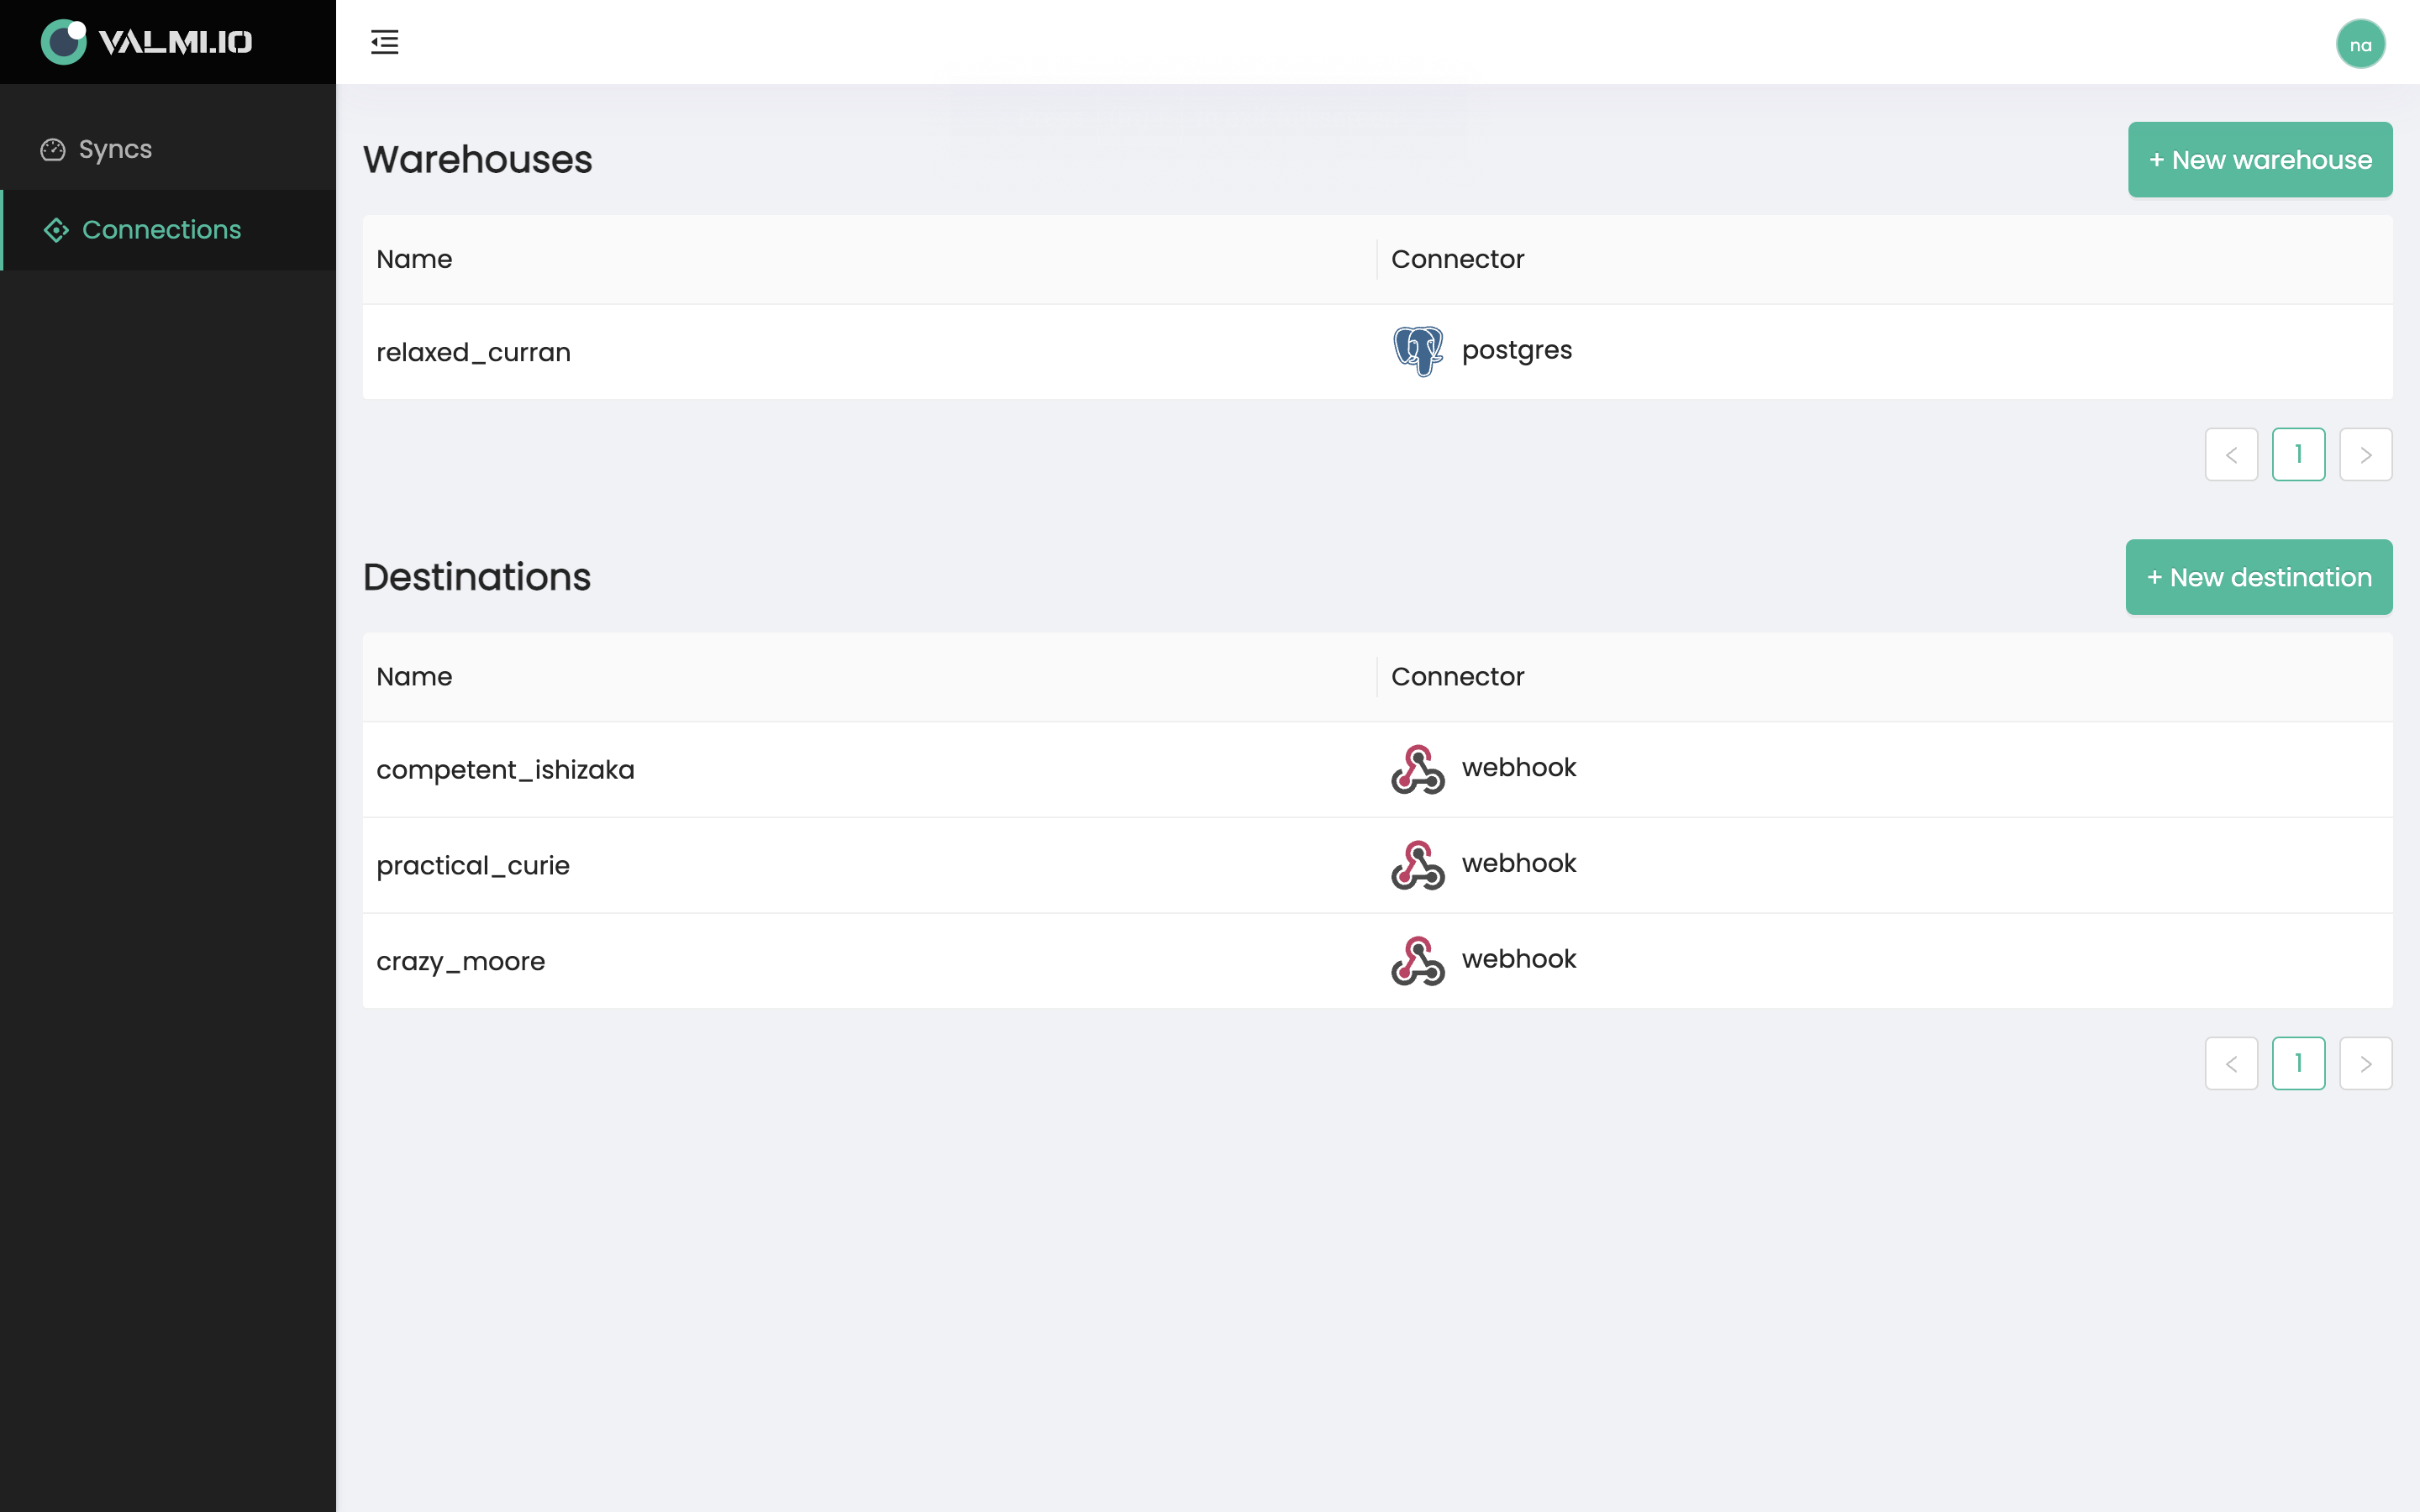 VALMI.IO
na
Syncs
Connections
Warehouses
+ New warehouse
Name Connector
relaxed_curran postgres
< 1 >
Destinations
+ New destination
Name Connector
competent_ishizaka webhook
practical_curie webhook
crazy_moore webhook
< 1 >